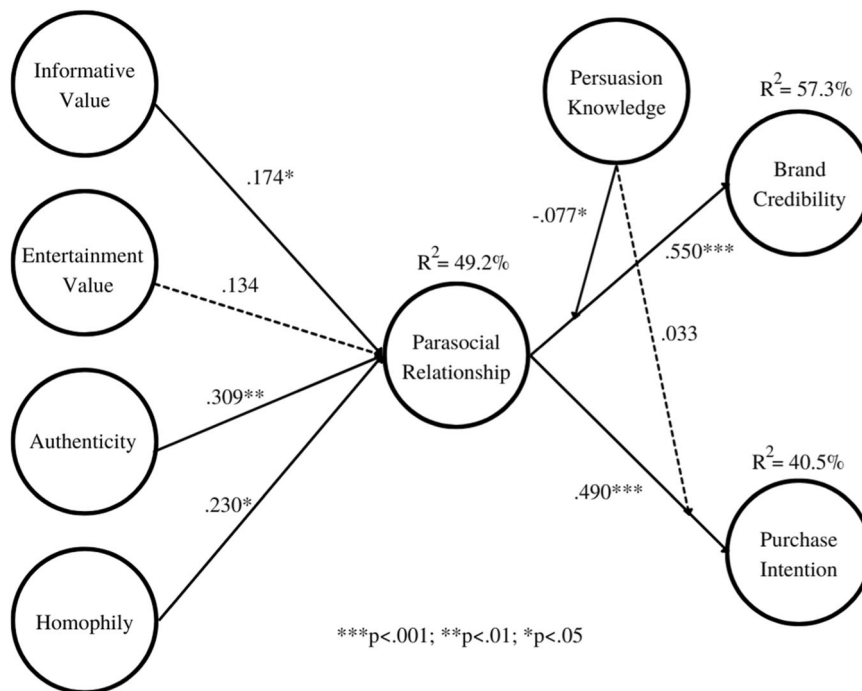 Informative
Value
Persuasion
Knowledge
R²= 57.3%
Brand
Credibility
.174*
-.077*
Entertainment
Value
.134
R²= 49.2%
.550***
Parasocial
Relationship
.033
.309**
Authenticity
R²= 40.5%
.230*
.490***
Purchase
Intention
Homophily
***p<.001; **p<.01; *p<.05